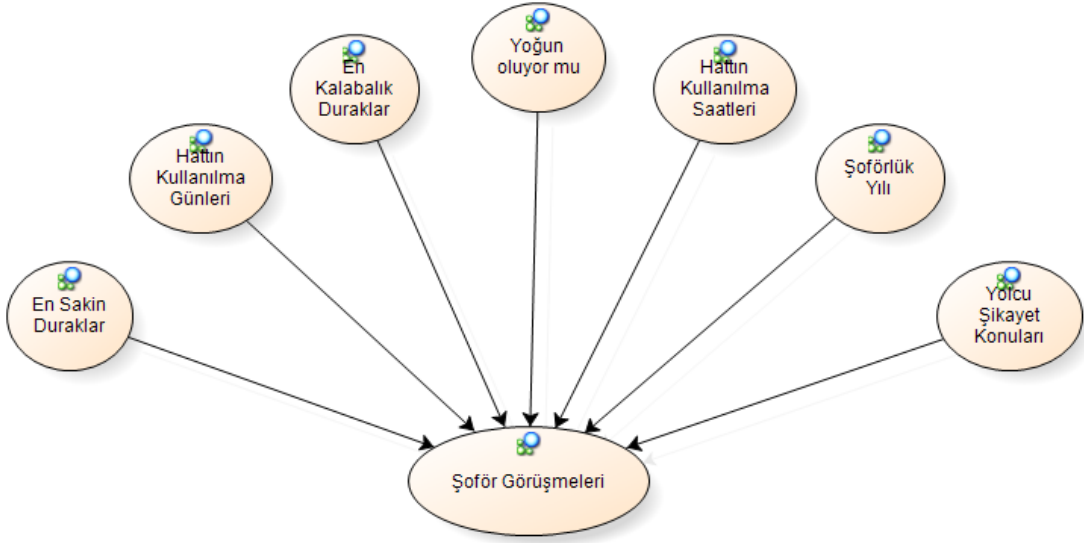 En Sakin
Duraklar
Hattın
Kullanılma
Günleri
En
Kalabalık
Duraklar
Yoğun
oluyor mu
Hattın
Kullanılma
Saatleri
Şoförlük
Yılı
Yolcu
Şikayet
Konuları
Şoför Görüşmeleri